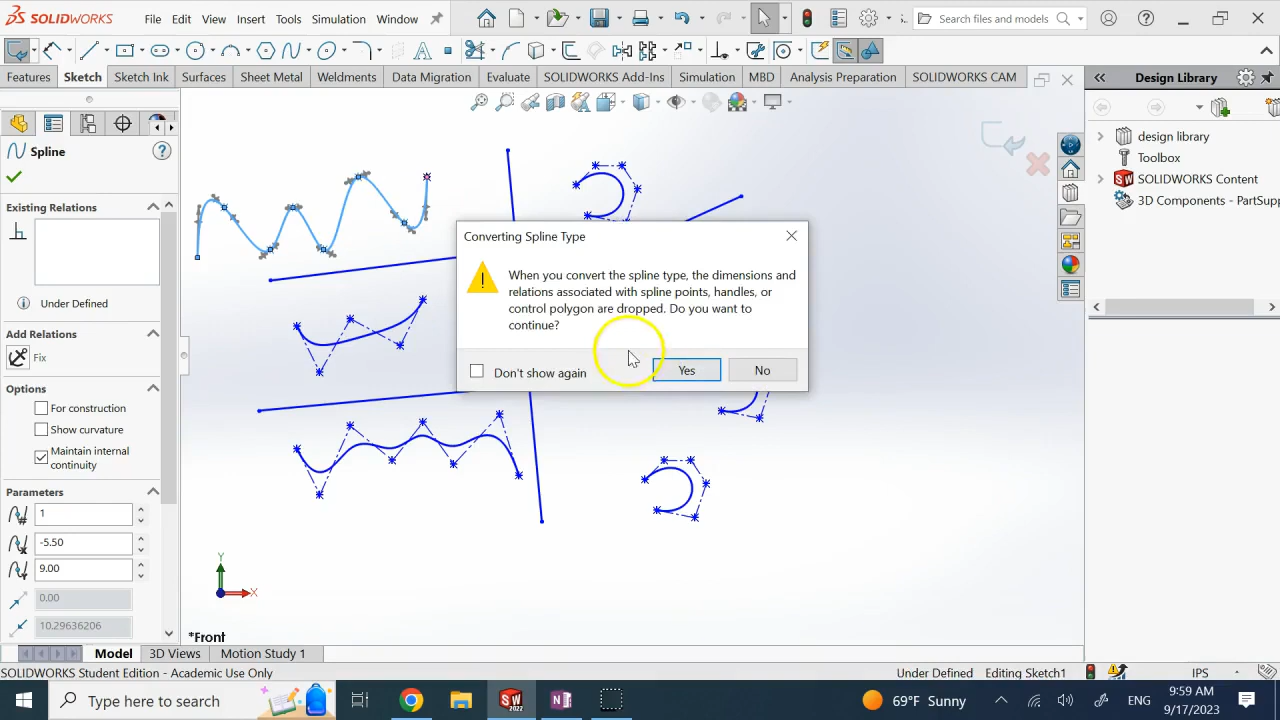 SOLIDWORKS
File
Edit
View
Insert
Tools
Simulation
Window
Search files and models
Features
Sketch
Sketch Ink
Surfaces
Sheet Metal
Weldments
Data Migration
Evaluate
SOLIDWORKS Add-Ins
Simulation
MBD
Analysis Preparation
SOLIDWORKS CAM
Design Library
design library
Toolbox
SOLIDWORKS Content
3D Components - PartSupp
Spline
Existing Relations
Under Defined
Add Relations
Fix
Options
For construction
Show curvature
Maintain internal
continuity
Parameters
1
-5.50
9.00
0.00
10.29636206
Converting Spline Type
When you convert the spline type, the dimensions and
relations associated with spline points, handles, or
control polygon are dropped. Do you want to
continue?
Don't show again
Yes
No
Y
X
*Front
Model
3D Views
Motion Study 1
SOLIDWORKS Student Edition - Academic Use Only
Under Defined
Editing Sketch1
IPS
Type here to search
SW
2022
69°F Sunny
ENG
9:59 AM
9/17/2023